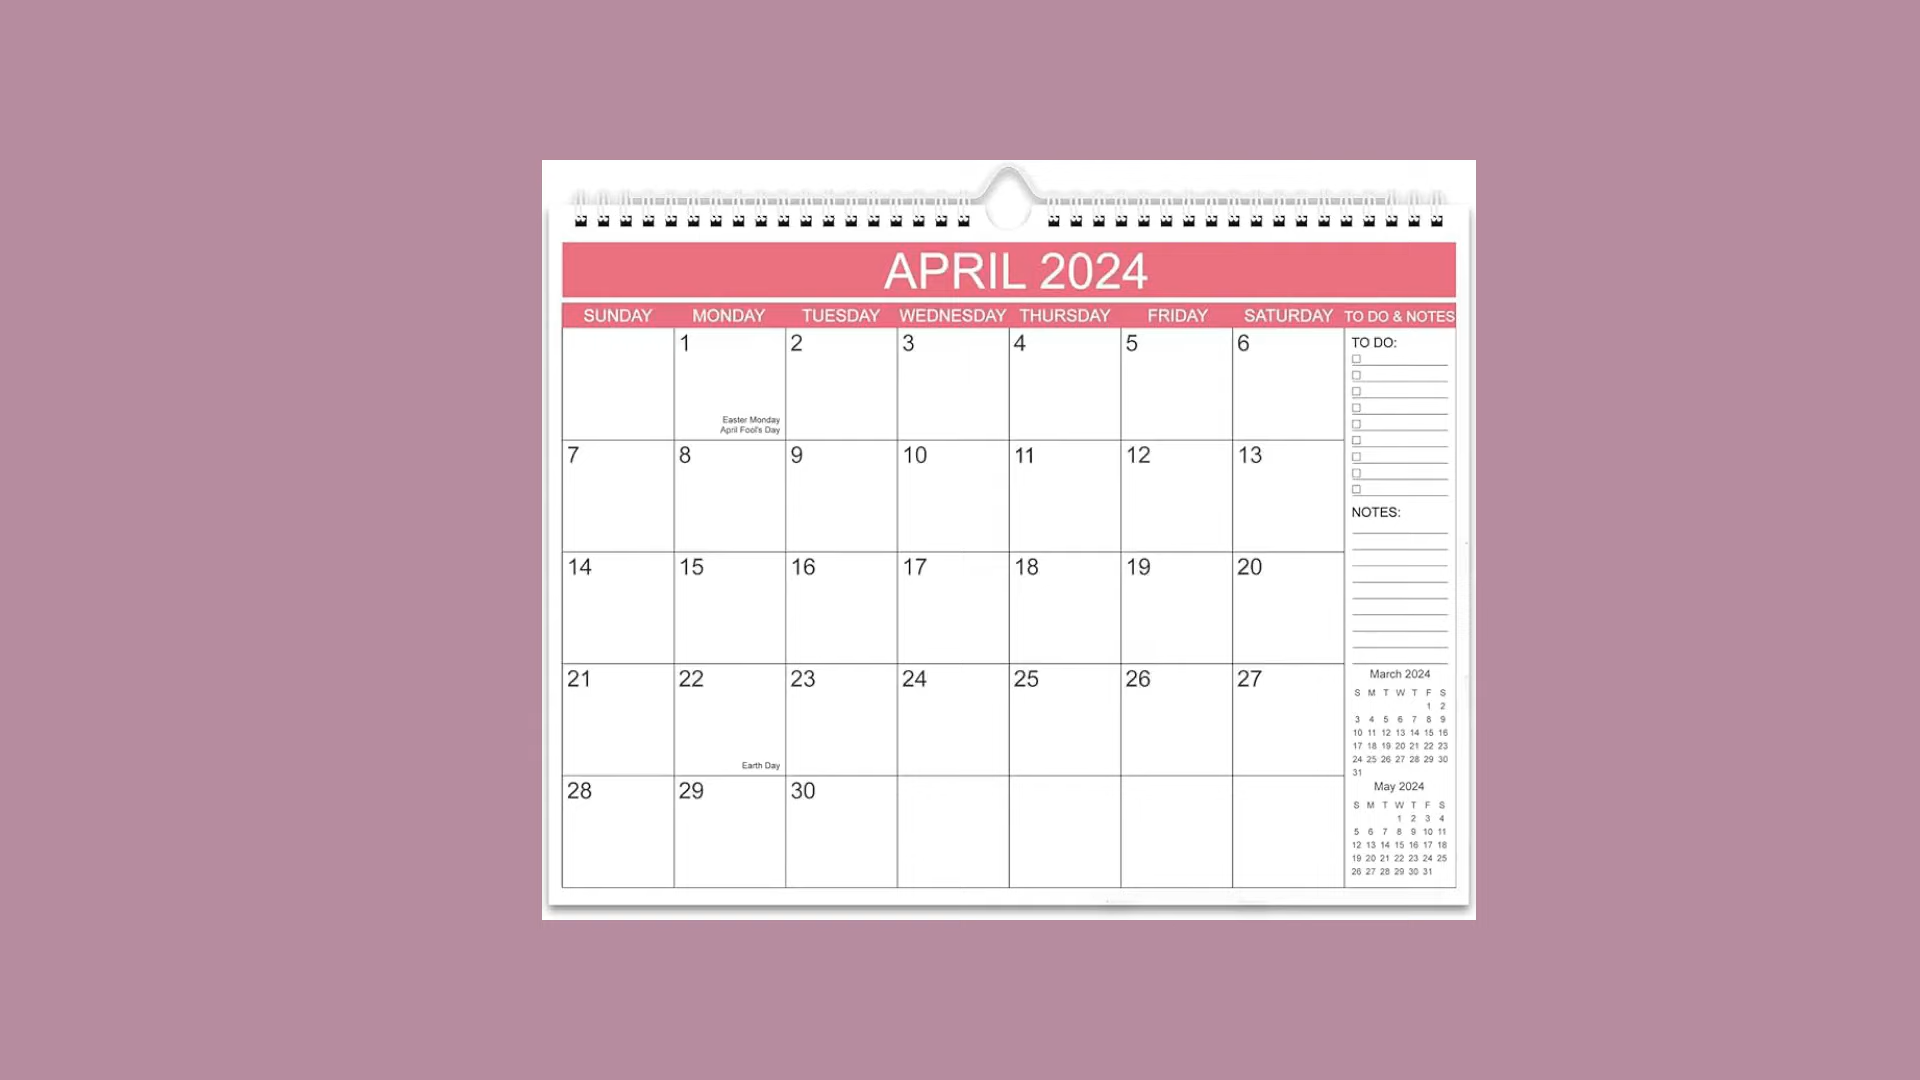 APRIL 2024
SUNDAY MONDAY TUESDAY WEDNESDAY THURSDAY FRIDAY SATURDAY TO DO & NOTES
1 2 3 4 5 6
Easter Monday
April Fool's Day
7 8 9 10 11 12 13
14 15 16 17 18 19 20
21 22 23 24 25 26 27
Earth Day
28 29 30
TO DO:
NOTES:
March 2024
S M T W T F S
1 2
3 4 5 6 7 8 9
10 11 12 13 14 15 16
17 18 19 20 21 22 23
24 25 26 27 28 29 30
31
May 2024
S M T W T F S
1 2 3 4
5 6 7 8 9 10 11
12 13 14 15 16 17 18
19 20 21 22 23 24 25
26 27 28 29 30 31